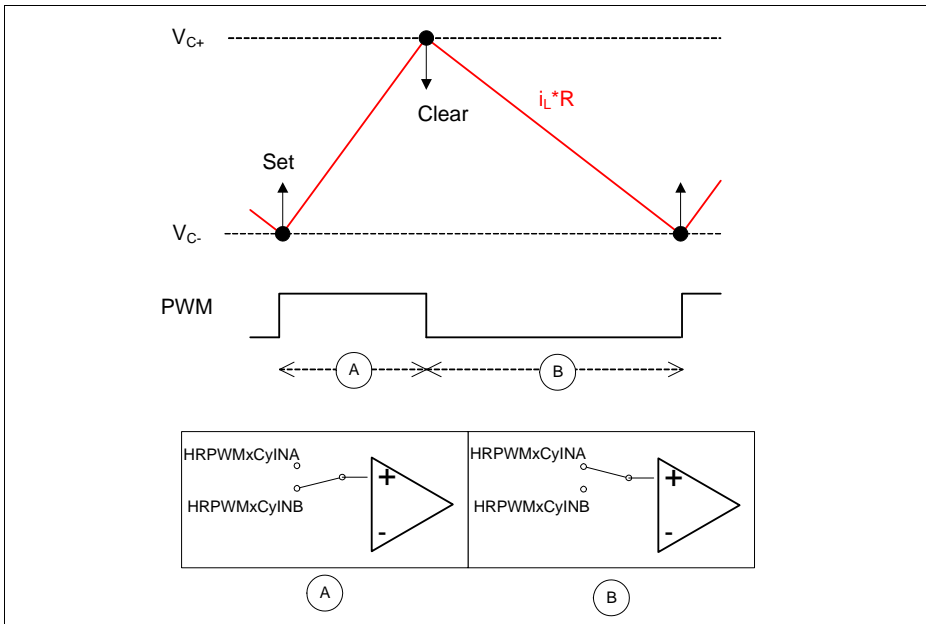 VC+
iL*R
Clear
Set
VC-
PWM
A
B
HRPWMxCyINA
HRPWMxCyINB
+
-
HRPWMxCyINA
HRPWMxCyINB
+
-
A
B